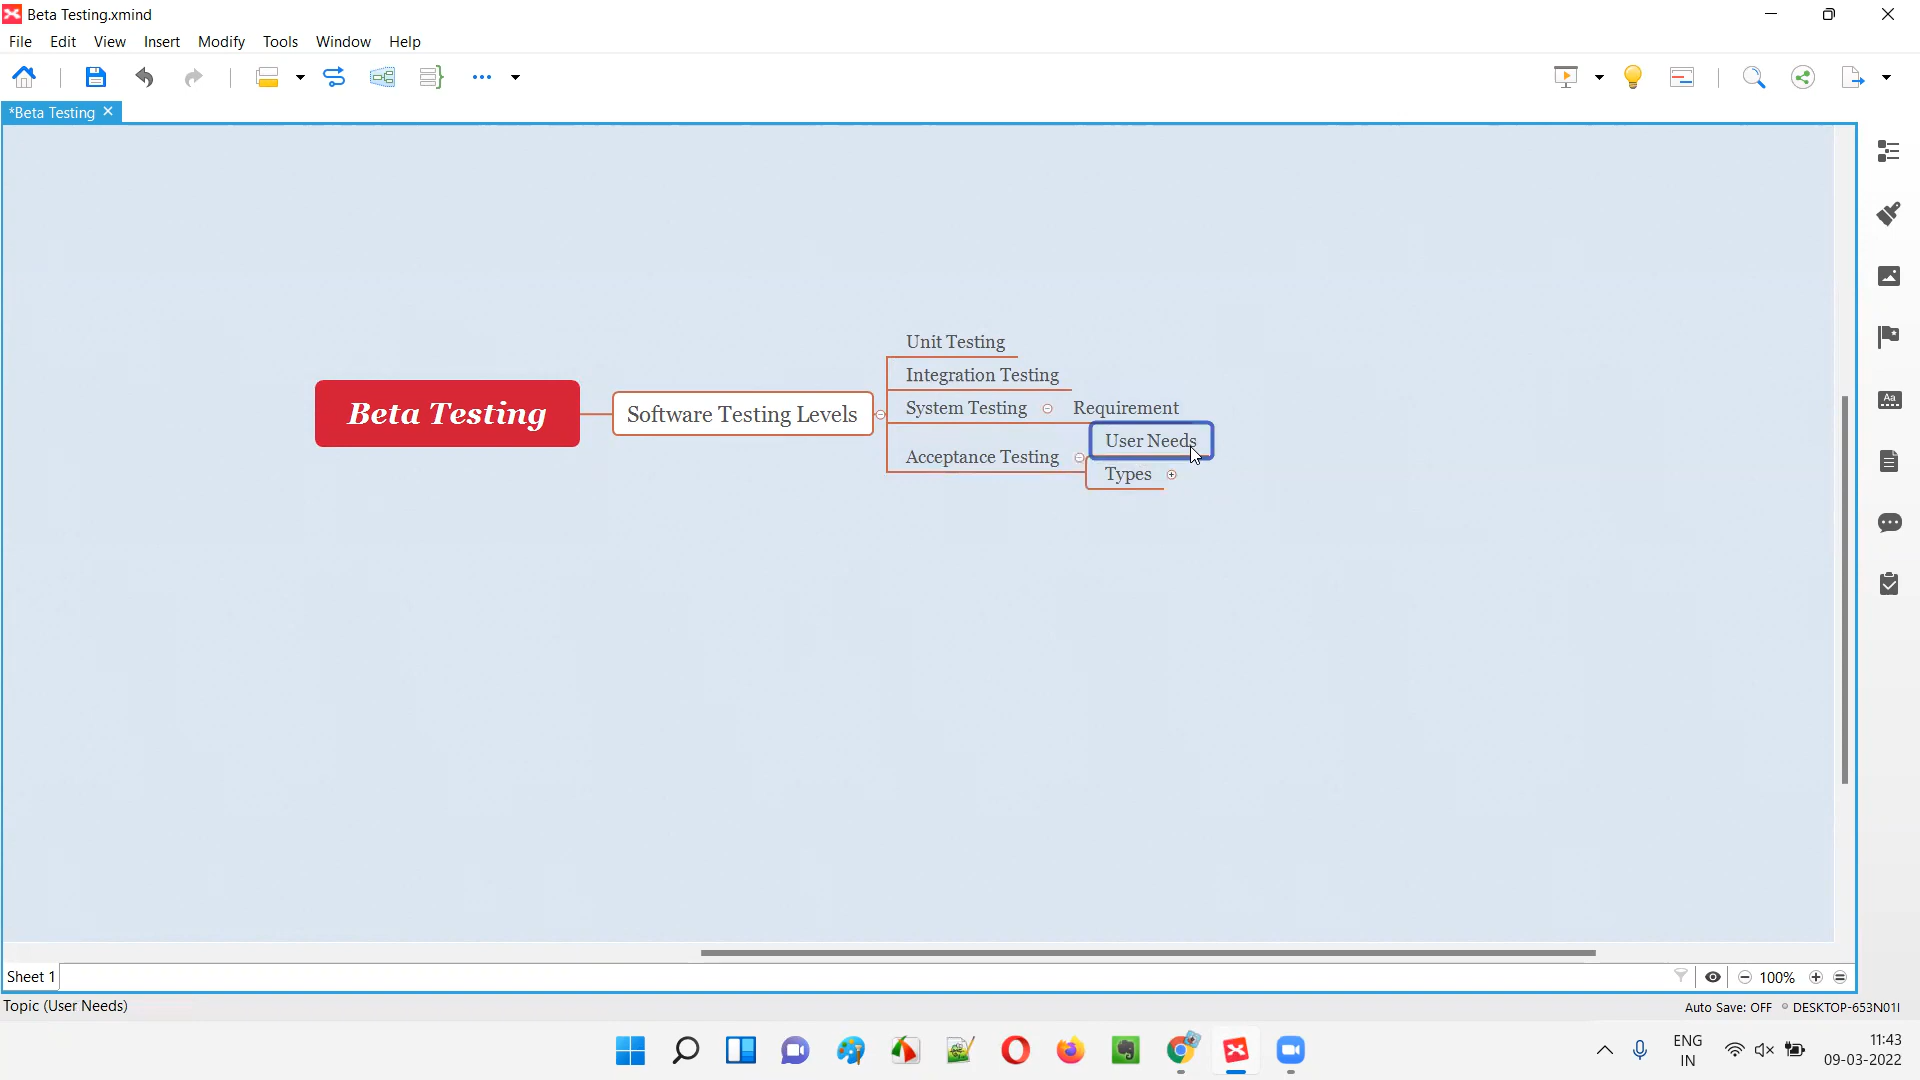 Beta Testing.xmind
File Edit View Insert Modify Tools Window Help
*Beta Testing
Unit Testing
Integration Testing
Beta Testing
Software Testing Levels
System Testing
Requirement
User Needs
Acceptance Testing
Types
Aa
Sheet 1
100%
Topic (User Needs)
Auto Save: OFF
DESKTOP-653N01I
ENG
IN
11:43
09-03-2022